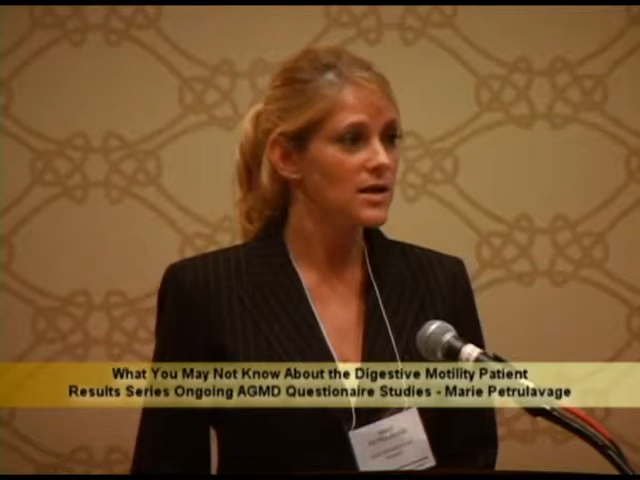 What You May Not Know About the Digestive Motility Patient
Results Series Ongoing AGMD Questionaire Studies - Marie Petrulavage